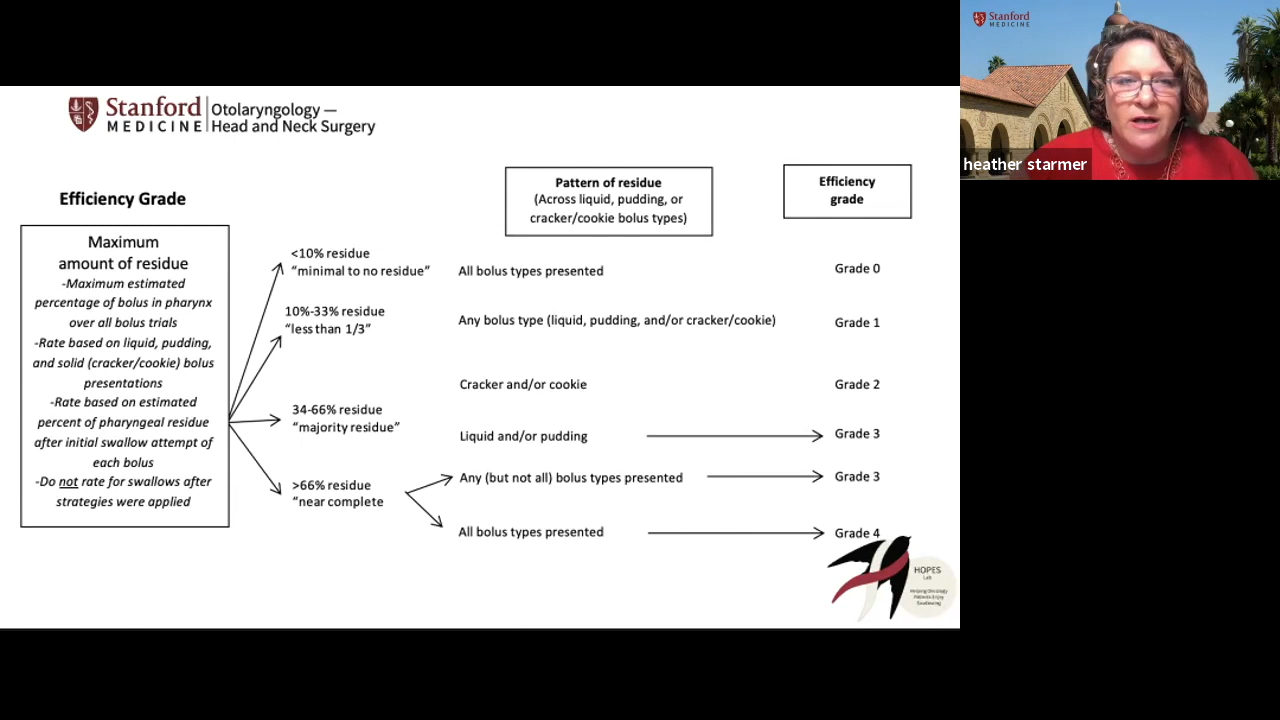 Stanford
MEDICINE
heather starmer
Stanford
MEDICINE
Otolaryngology —
Head and Neck Surgery
Efficiency Grade
Maximum
amount of residue
-Maximum estimated
percentage of bolus in pharynx
over all bolus trials
-Rate based on liquid, pudding,
and solid (cracker/cookie) bolus
presentations
-Rate based on estimated
percent of pharyngeal residue
after initial swallow attempt of
each bolus
-Do not rate for swallows after
strategies were applied
Pattern of residue
(Across liquid, pudding, or
cracker/cookie bolus types)
Efficiency
grade
<10% residue
“minimal to no residue”
All bolus types presented
Grade 0
10%-33% residue
“less than 1/3”
Any bolus type (liquid, pudding, and/or cracker/cookie)
Grade 1
34-66% residue
“majority residue”
Cracker and/or cookie
Grade 2
Liquid and/or pudding
Grade 3
>66% residue
“near complete
Any (but not all) bolus types presented
Grade 3
All bolus types presented
Grade 4
HOPES
Lab
Helping Oncology
Patients Enjoy
Swallowing